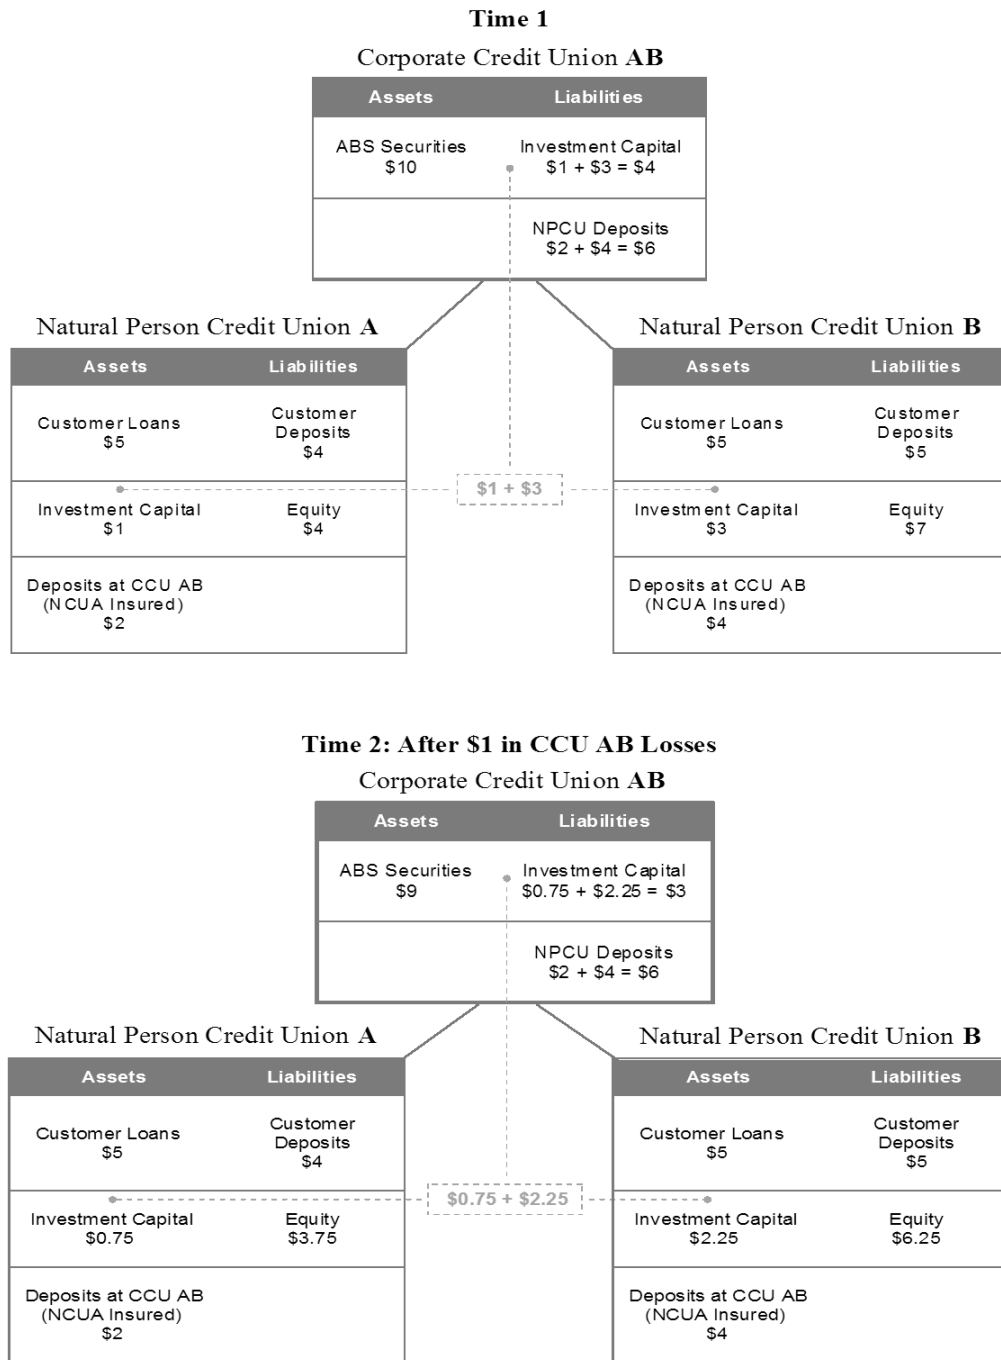 Time 1
Corporate Credit Union AB
Assets Liabilities
ABS Securities Investment Capital
$10 $1 + $3 = $4
NPCU Deposits
$2 + $4 = $6
Natural Person Credit Union A
Assets Liabilities
Customer Loans
$5
Customer
Deposits
$4
Investment Capital Equity
$1 $4
Deposits at CCU AB
(NCUA Insured)
$2
$1 + $3
Natural Person Credit Union B
Assets Liabilities
Customer Loans
$5
Customer
Deposits
$5
Investment Capital Equity
$3 $7
Deposits at CCU AB
(NCUA Insured)
$4
Time 2: After $1 in CCU AB Losses
Corporate Credit Union AB
Assets Liabilities
ABS Securities Investment Capital
$9 $0.75 + $2.25 = $3
NPCU Deposits
$2 + $4 = $6
Natural Person Credit Union A
Assets Liabilities
Customer Loans
$5
Customer
Deposits
$4
Investment Capital Equity
$0.75 $3.75
Deposits at CCU AB
(NCUA Insured)
$2
$0.75 + $2.25
Natural Person Credit Union B
Assets Liabilities
Customer Loans
$5
Customer
Deposits
$5
Investment Capital Equity
$2.25 $6.25
Deposits at CCU AB
(NCUA Insured)
$4